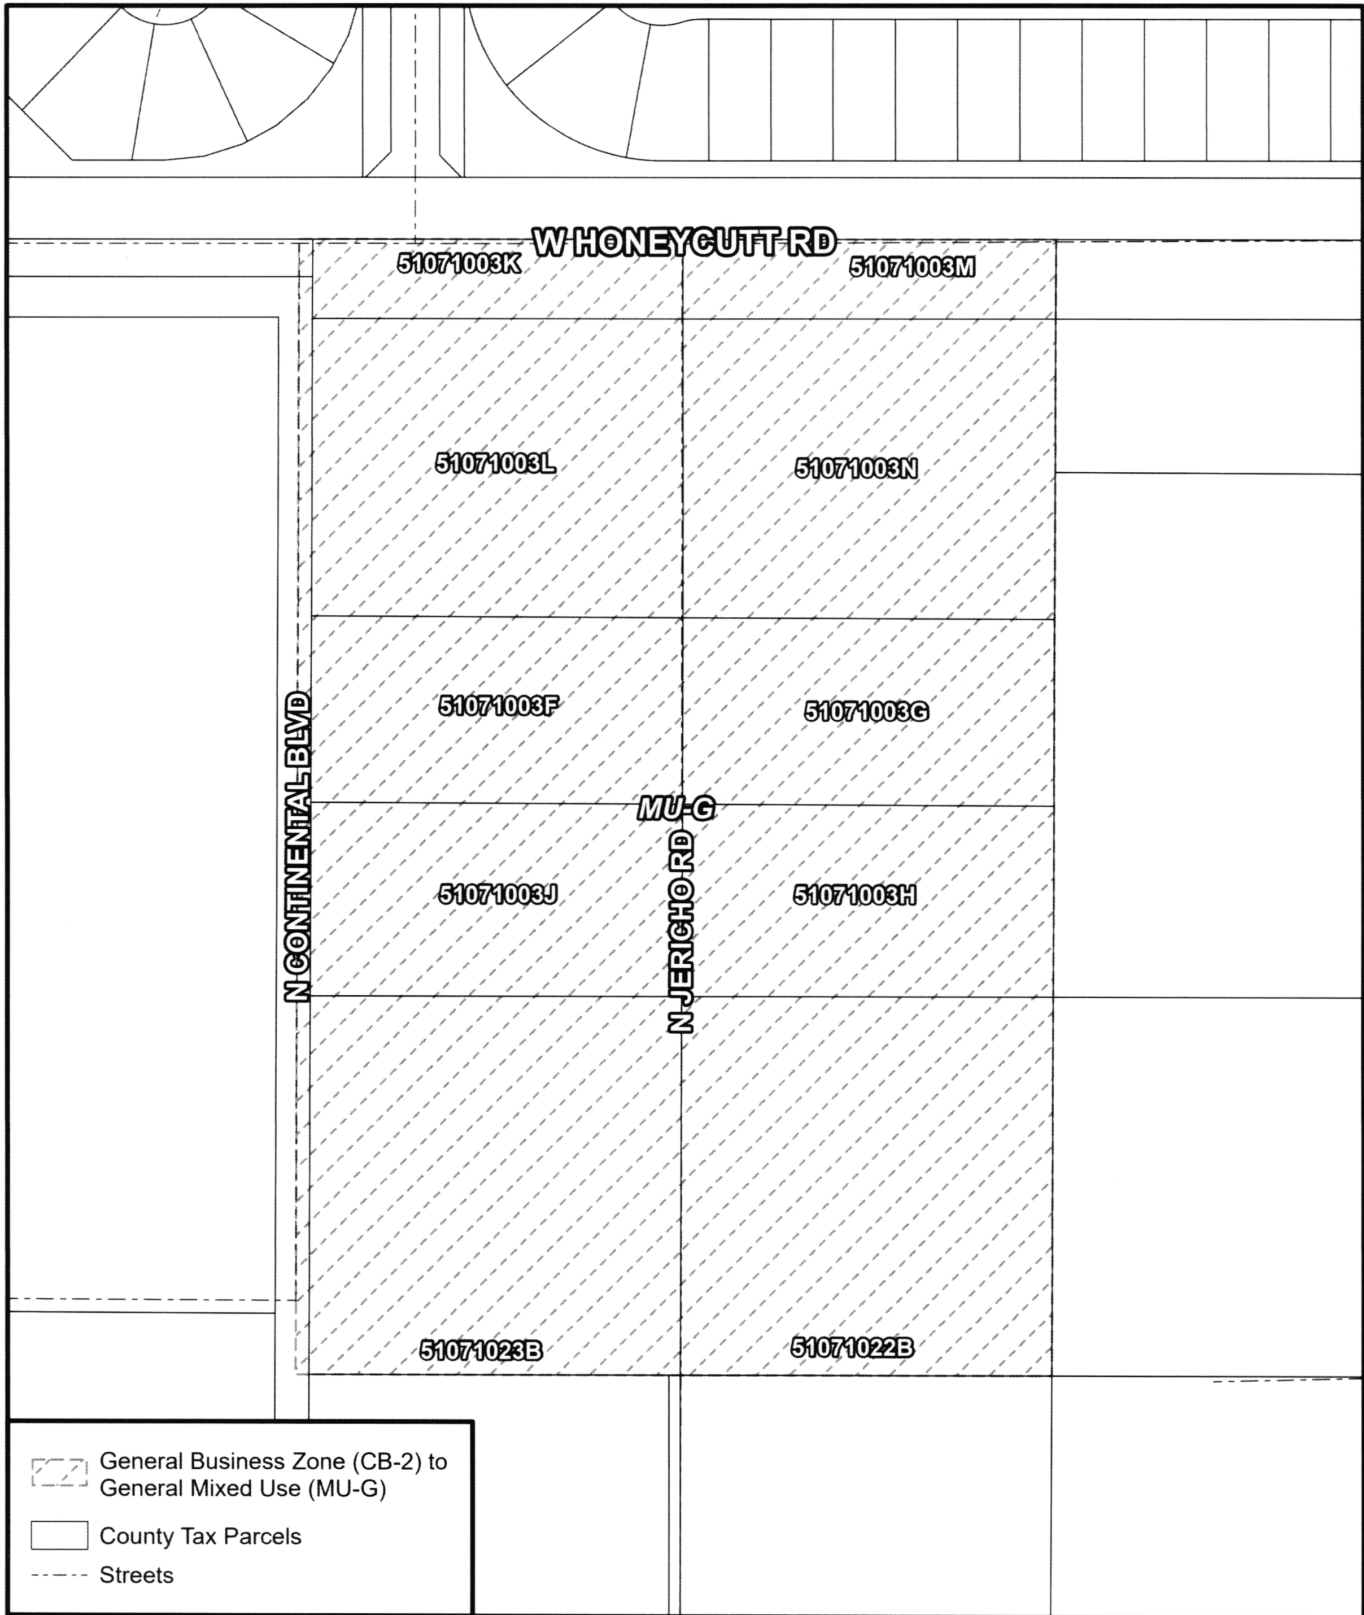 W HONEYCUTT RD
51071003K
51071003M
51071003L
51071003N
51071003F
51071003G
N CONTINENTAL BLVD
MU-G
N JERICHO RD
51071003J
51071003H
51071023B
51071022B
General Business Zone (CB-2) to
General Mixed Use (MU-G)
County Tax Parcels
Streets